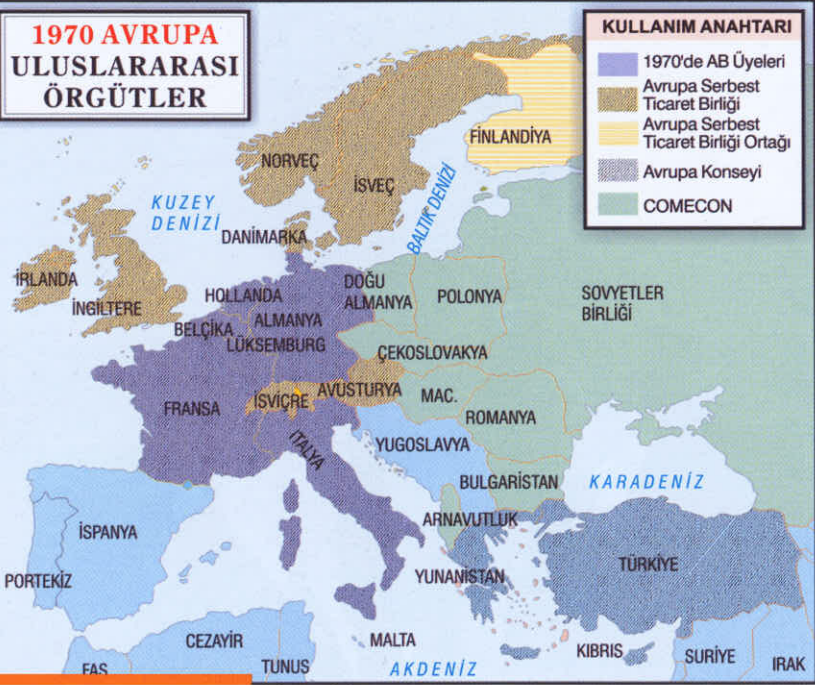 1970 AVRUPA
ULUSLARARASI
ÖRGÜTLER
KULLANIM ANAHTARI
1970'de AB Üyeleri
Avrupa Serbest
Ticaret Birliği
Avrupa Serbest
Ticaret Birliği Ortağı
Avrupa Konseyi
COMECON
FİNLANDİYA
NORVEÇ
İSVEÇ
KUZEY
DENİZİ
BALTIK DENİZİ
DANİMARKA
İRLANDA
İNGİLTERE
HOLLANDA
DOĞU
ALMANYA
POLONYA
SOVYETLER
BİRLİĞİ
BELÇİKA
ALMANYA
LÜKSEMBURG
ÇEKOSLOVAKYA
AVUSTURYA
MAC.
İSVİÇRE
FRANSA
ROMANYA
İTALYA
YUGOSLAVYA
BULGARİSTAN
KARADENİZ
İSPANYA
ARNAVUTLUK
TÜRKİYE
PORTEKİZ
YUNANİSTAN
CEZAYİR
MALTA
KIBRIS
SURİYE
IRAK
FAS
TUNUS
AKDENİZ